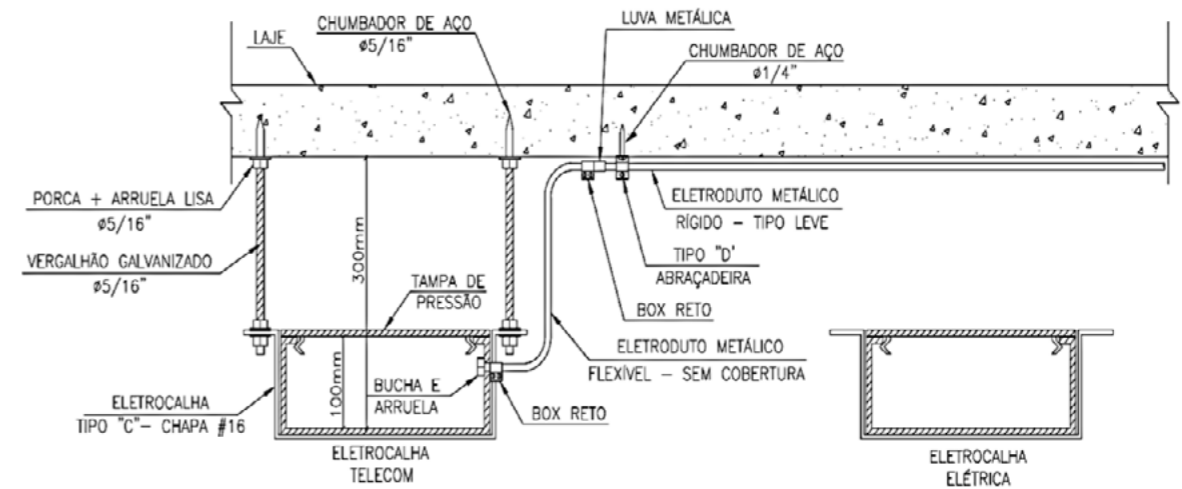 LAJE
CHUMBADOR DE AÇO
ø5/16"
LUVA METÁLICA
CHUMBADOR DE AÇO
ø1/4"
PORCA + ARRUELA LISA
ø5/16"
VERGALHÃO GALVANIZADO
ø5/16"
300mm
TAMPA DE
PRESSÃO
ELETRODUTO METÁLICO
RÍGIDO – TIPO LEVE
TIPO "D'
ABRAÇADEIRA
BOX RETO
ELETRODUTO METÁLICO
FLEXÍVEL – SEM COBERTURA
100mm
BUCHA E
ARRUELA
BOX RETO
ELETROCALHA
TIPO "C"– CHAPA #16
ELETROCALHA
TELECOM
ELETROCALHA
ELÉTRICA